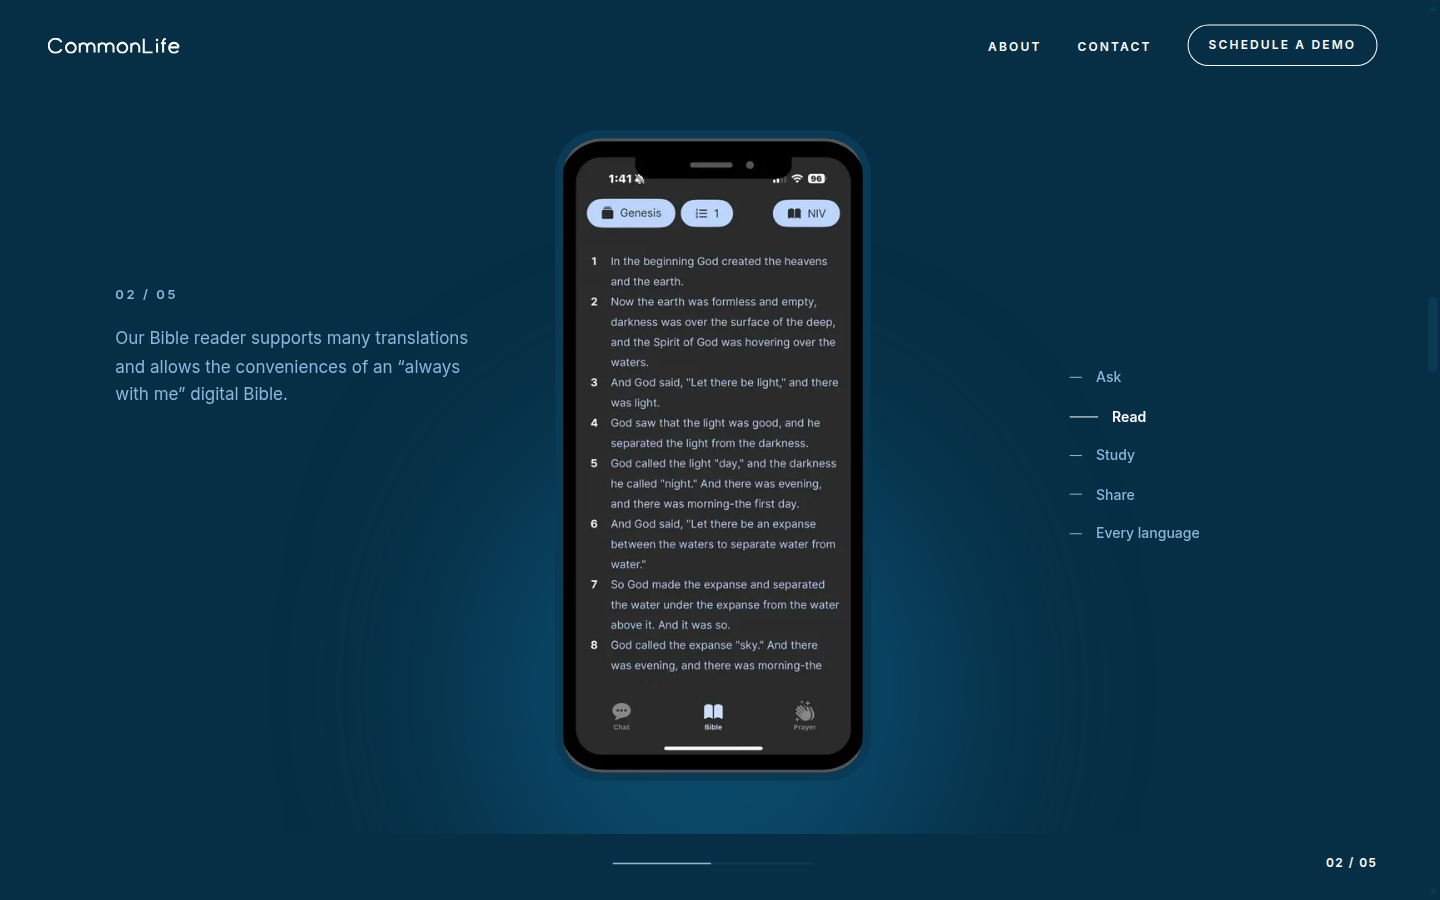 CommonLife
ABOUT
CONTACT
SCHEDULE A DEMO
02 / 05
Our Bible reader supports many translations
and allows the conveniences of an “always
with me” digital Bible.
1:41
96
Genesis
1
NIV
1 In the beginning God created the heavens
and the earth.
2 Now the earth was formless and empty,
darkness was over the surface of the deep,
and the Spirit of God was hovering over the
waters.
3 And God said, "Let there be light," and there
was light.
4 God saw that the light was good, and he
separated the light from the darkness.
5 God called the light "day," and the darkness
he called "night." And there was evening,
and there was morning-the first day.
6 And God said, "Let there be an expanse
between the waters to separate water from
water."
7 So God made the expanse and separated
the water under the expanse from the water
above it. And it was so.
8 God called the expanse "sky." And there
was evening, and there was morning-the
Chat
Bible
Prayer
Ask
Read
Study
Share
Every language
02 / 05